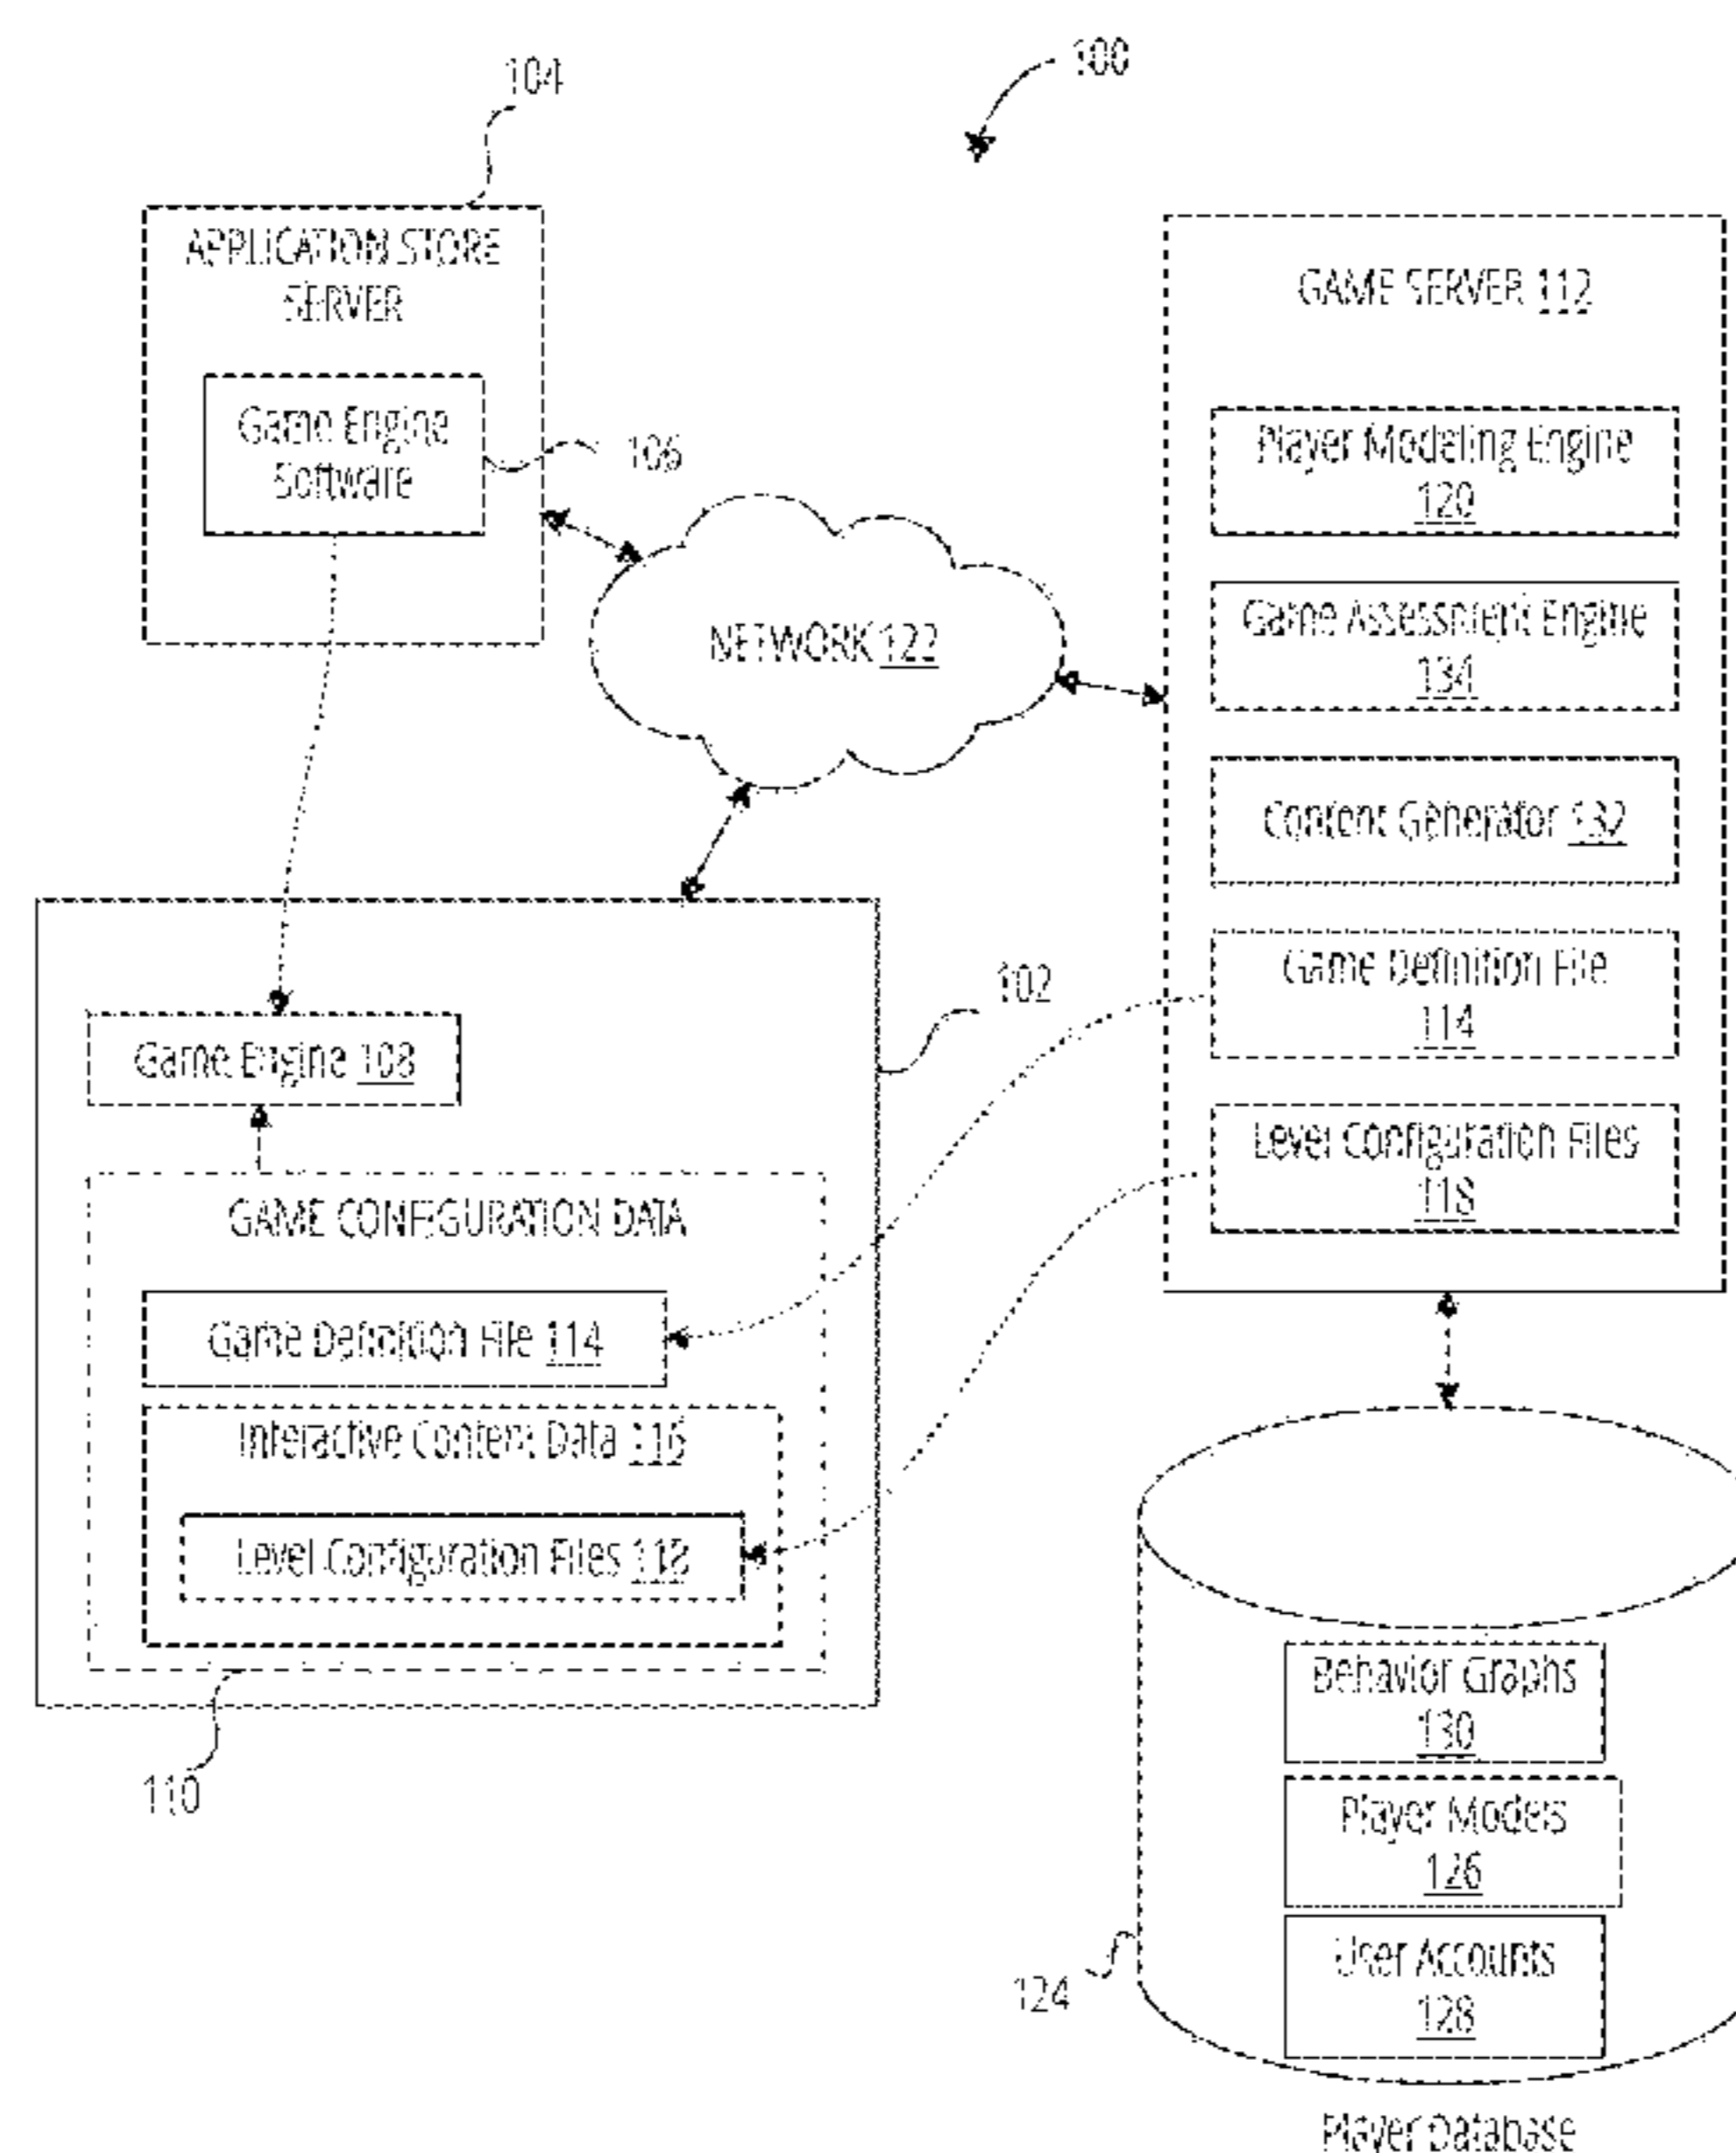 100
104
APPLICATION STORE
SERVER
Game Engine
Software
106
NETWORK 122
GAME SERVER 112
Player Modeling Engine
120
Game Assessment Engine
134
Content Generator 132
Game Definition File
114
Level Configuration Files
118
102
Game Engine 108
GAME CONFIGURATION DATA
Game Definition File 114
Interactive Content Data 116
Level Configuration Files 118
110
Behavior Graphs
130
Player Models
126
User Accounts
128
124
Player Database